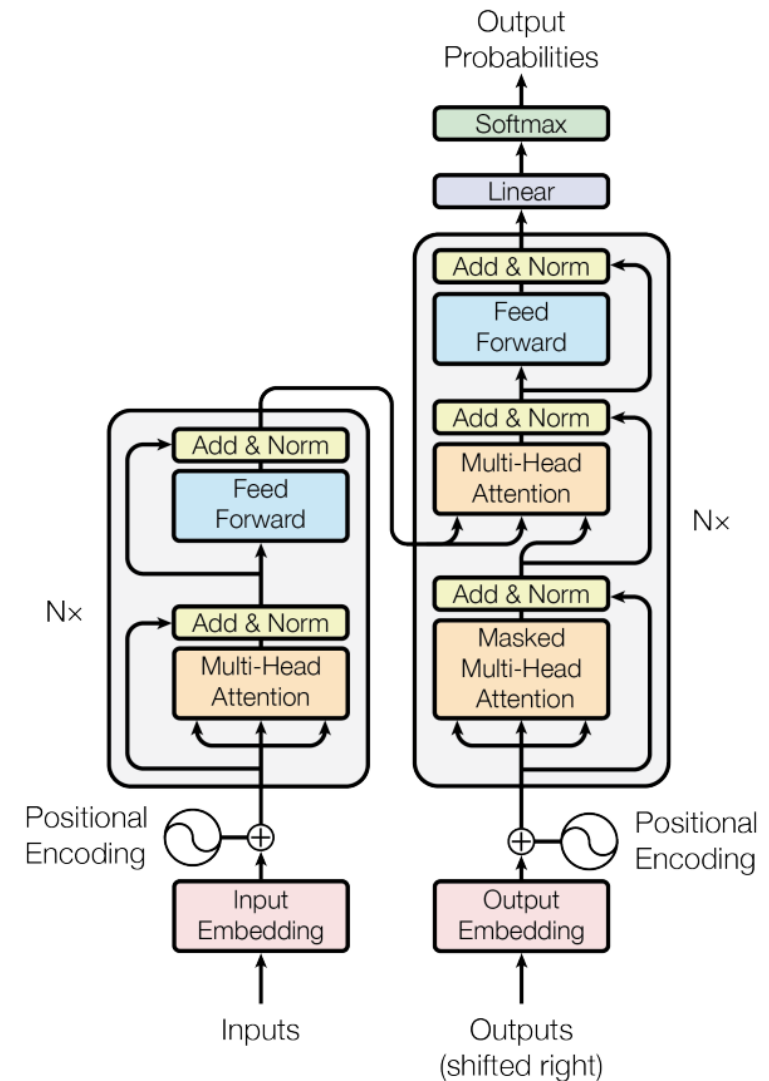 Output
Probabilities
Softmax
Linear
Add & Norm
Feed
Forward
Add & Norm
Multi-Head
Attention
Add & Norm
Masked
Multi-Head
Attention
N×
Add & Norm
Feed
Forward
Add & Norm
Multi-Head
Attention
N×
Positional
Encoding
Positional
Encoding
Input
Embedding
Output
Embedding
Inputs
Outputs
(shifted right)